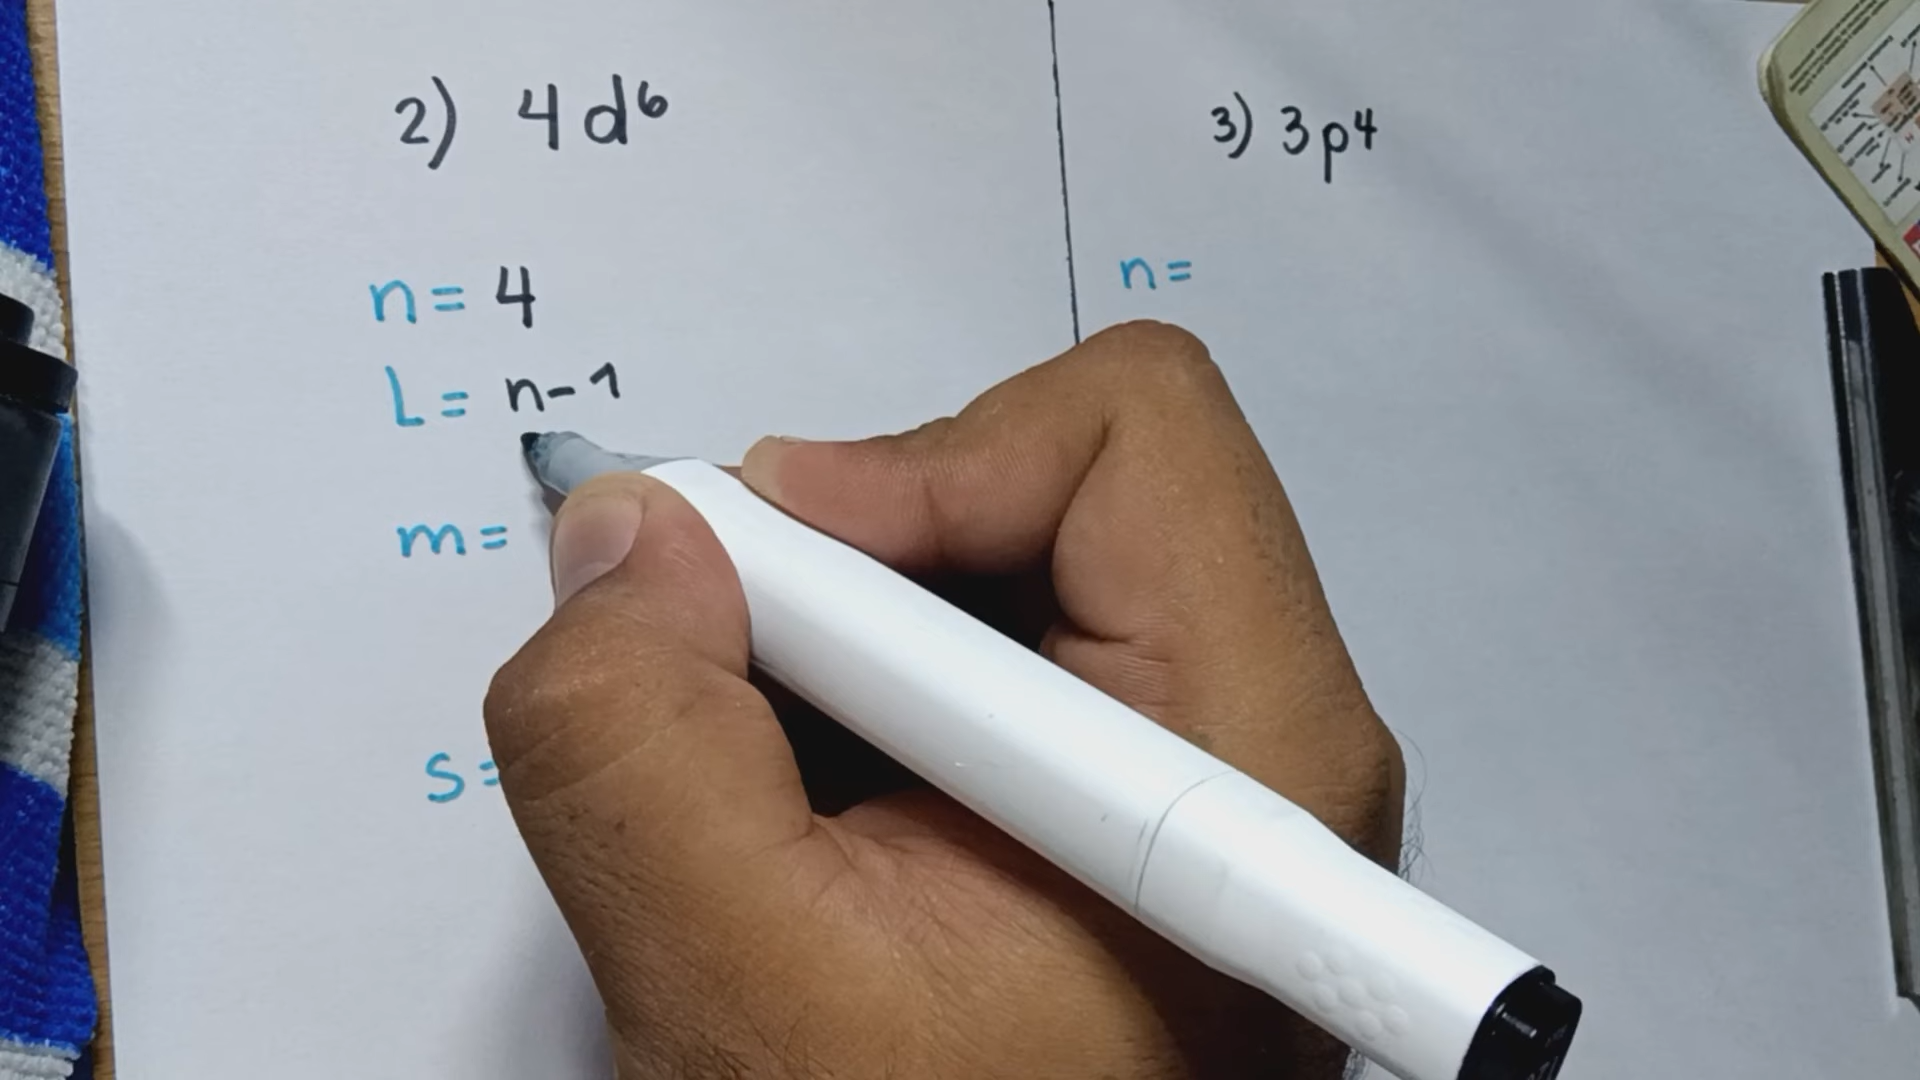 2) 4d⁶
n = 4
L = n-1
m =
s =
3) 3p⁴
n =